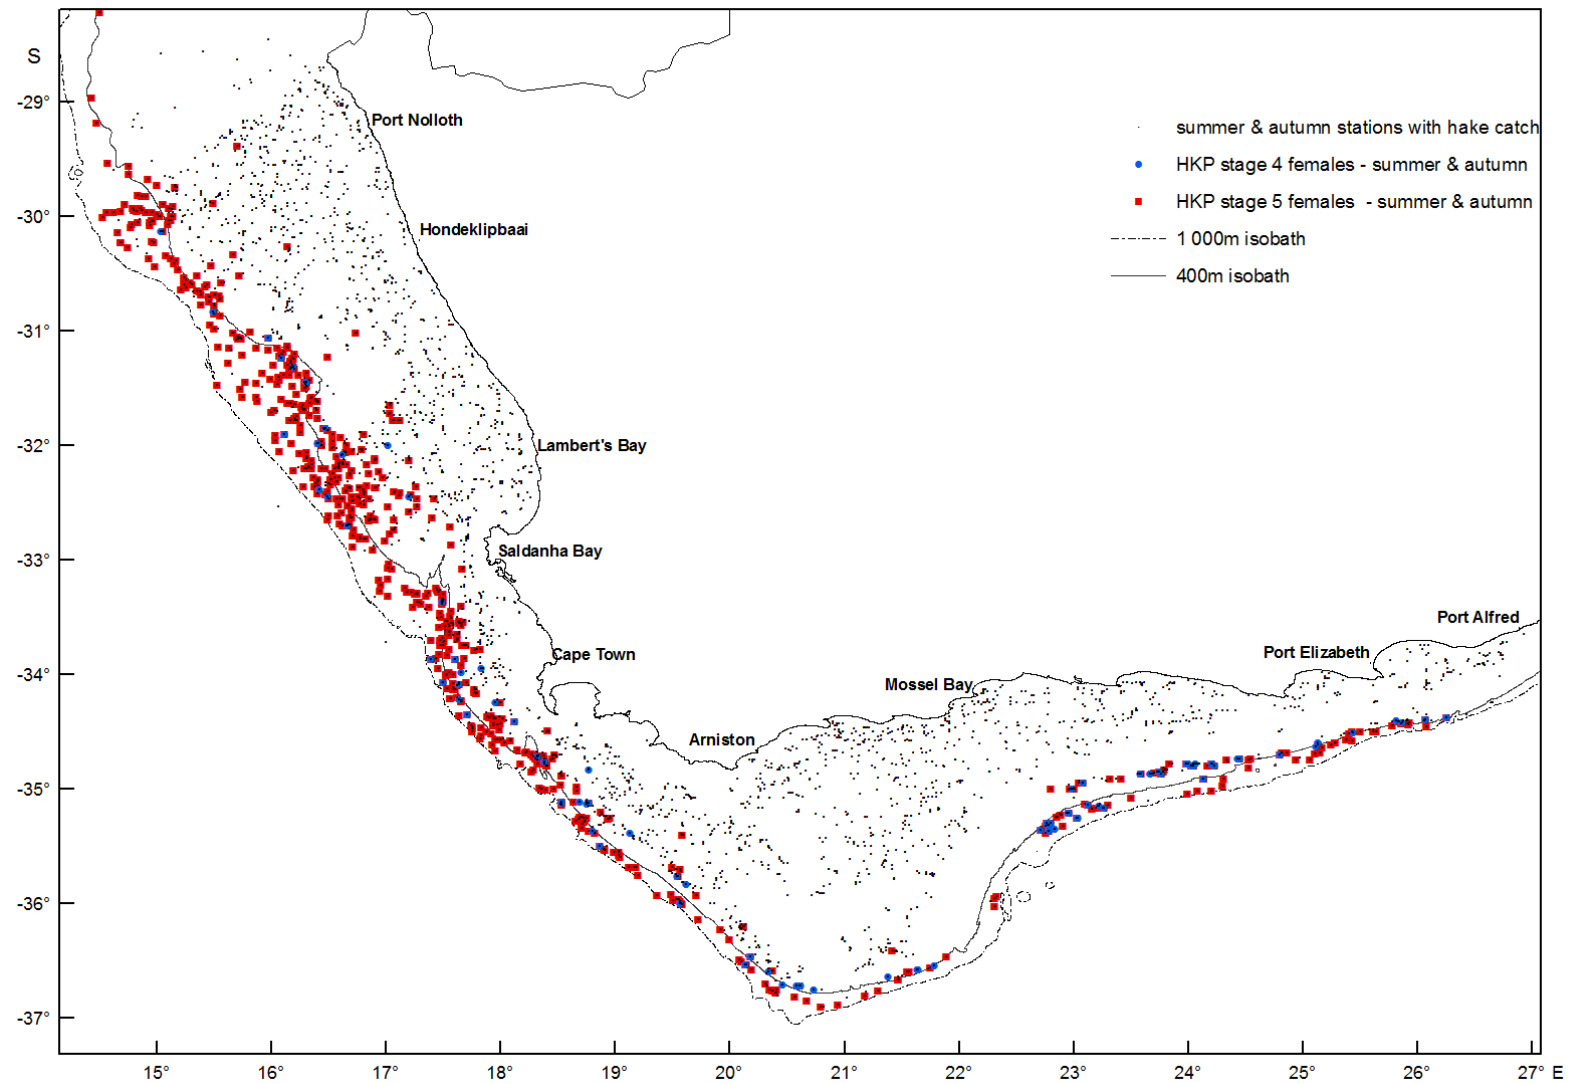 S
-29°
-30°
-31°
-32°
-33°
-34°
-35°
-36°
-37°
Port Nolloth
Hondeklipbaai
Lambert's Bay
Saldanha Bay
Cape Town
Arniston
Mossel Bay
Port Elizabeth
Port Alfred
summer & autumn stations with hake catch
HKP stage 4 females - summer & autumn
HKP stage 5 females - summer & autumn
1 000m isobath
400m isobath
15° 16° 17° 18° 19° 20° 21° 22° 23° 24° 25° 26° 27° E